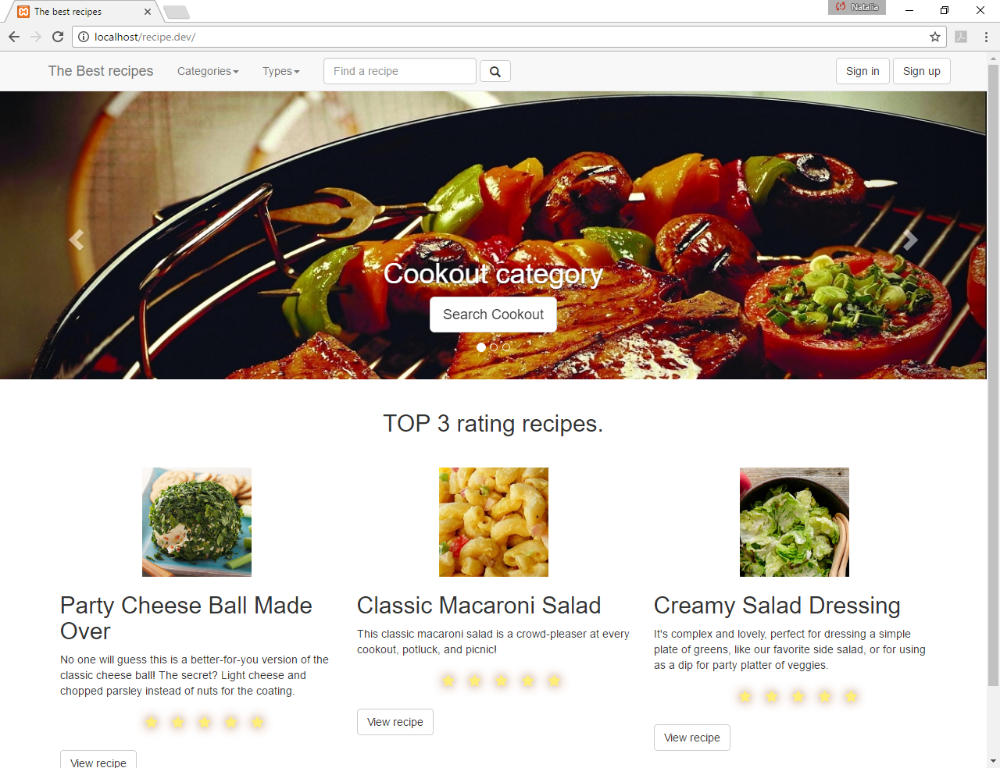 The best recipes
Natalia
localhost/recipe.dev/
The Best recipes
Categories
Types
Find a recipe
Sign in
Sign up
Cookout category
Search Cookout
TOP 3 rating recipes.
Party Cheese Ball Made
Over
No one will guess this is a better-for-you version of the
classic cheese ball! The secret? Light cheese and
chopped parsley instead of nuts for the coating.
View recipe
Classic Macaroni Salad
This classic macaroni salad is a crowd-pleaser at every
cookout, potluck, and picnic!
View recipe
Creamy Salad Dressing
It's complex and lovely, perfect for dressing a simple
plate of greens, like our favorite side salad, or for using
as a dip for party platter of veggies.
View recipe